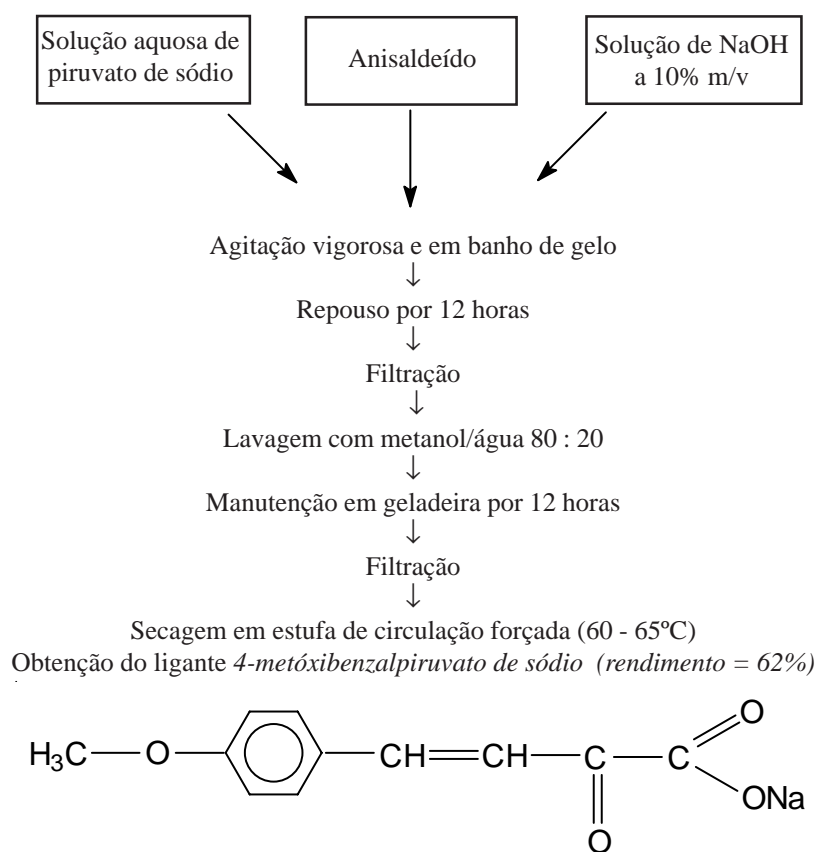 Solução aquosa de
piruvato de sódio
Anisaldeído
Solução de NaOH
a 10% m/v
Agitação vigorosa e em banho de gelo
↓
Repouso por 12 horas
↓
Filtração
↓
Lavagem com metanol/água 80 : 20
↓
Manutenção em geladeira por 12 horas
↓
Filtração
↓
Secagem em estufa de circulação forçada (60 - 65ºC)
Obtenção do ligante 4-metóxibenzalpiruvato de sódio (rendimento = 62%)
H₃C O CH CH C C O
ONa
O